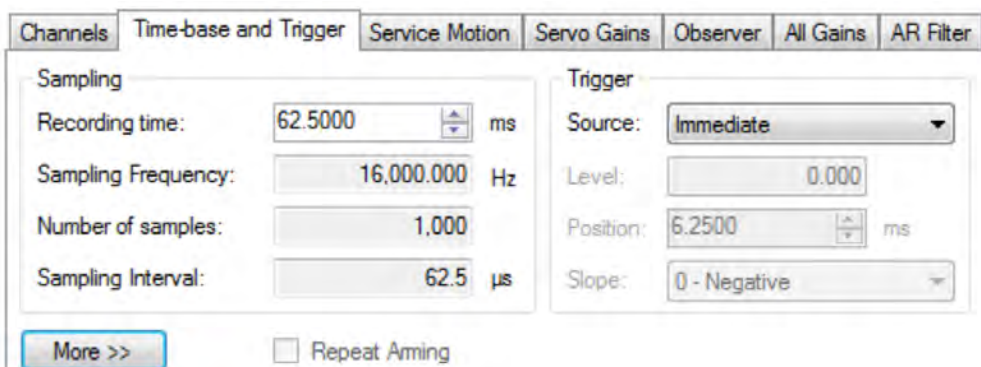 Channels Time-base and Trigger Service Motion Servo Gains Observer All Gains AR Filter
Sampling
Recording time: 62.5000 ms
Sampling Frequency: 16,000.000 Hz
Number of samples: 1,000
Sampling Interval: 62.5 µs
Trigger
Source: Immediate
Level: 0.000
Position: 6.2500 ms
Slope: 0 - Negative
More >>
Repeat Arming